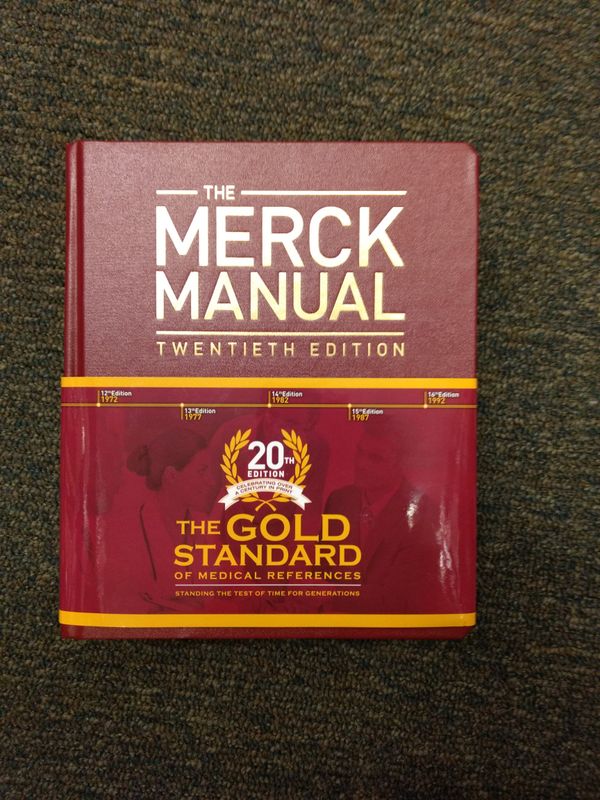 THE
MERCK
MANUAL
TWENTIETH EDITION
12th Edition
1972
13th Edition
1977
14th Edition
1982
15th Edition
1987
16th Edition
1992
20TH
EDITION
CELEBRATING OVER
A CENTURY IN PRINT
THE GOLD
STANDARD
OF MEDICAL REFERENCES
STANDING THE TEST OF TIME FOR GENERATIONS